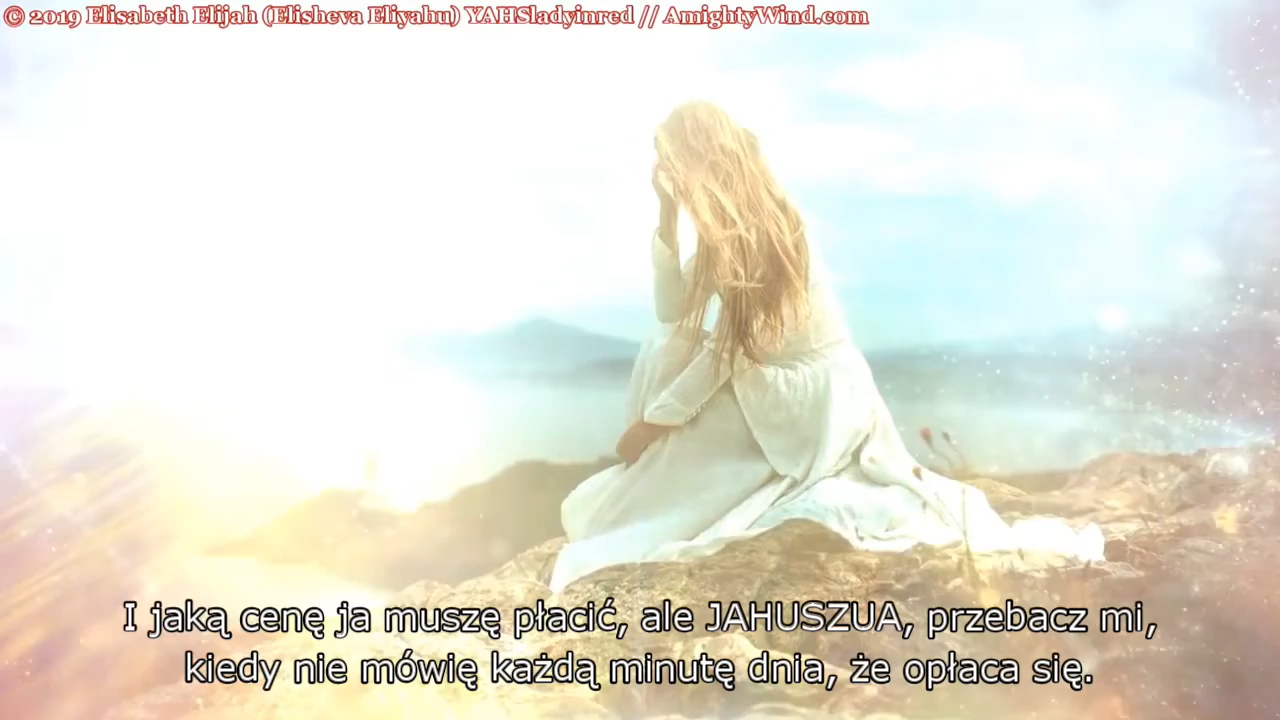 © 2019 Elisabeth Elijah (Elisheva Eliyahu) YAHSladyinred // AmightyWind.com
I jaką cenę ja muszę płacić, ale JAHUSZUA, przebacz mi,
kiedy nie mówię każdą minutę dnia, że opłaca się.